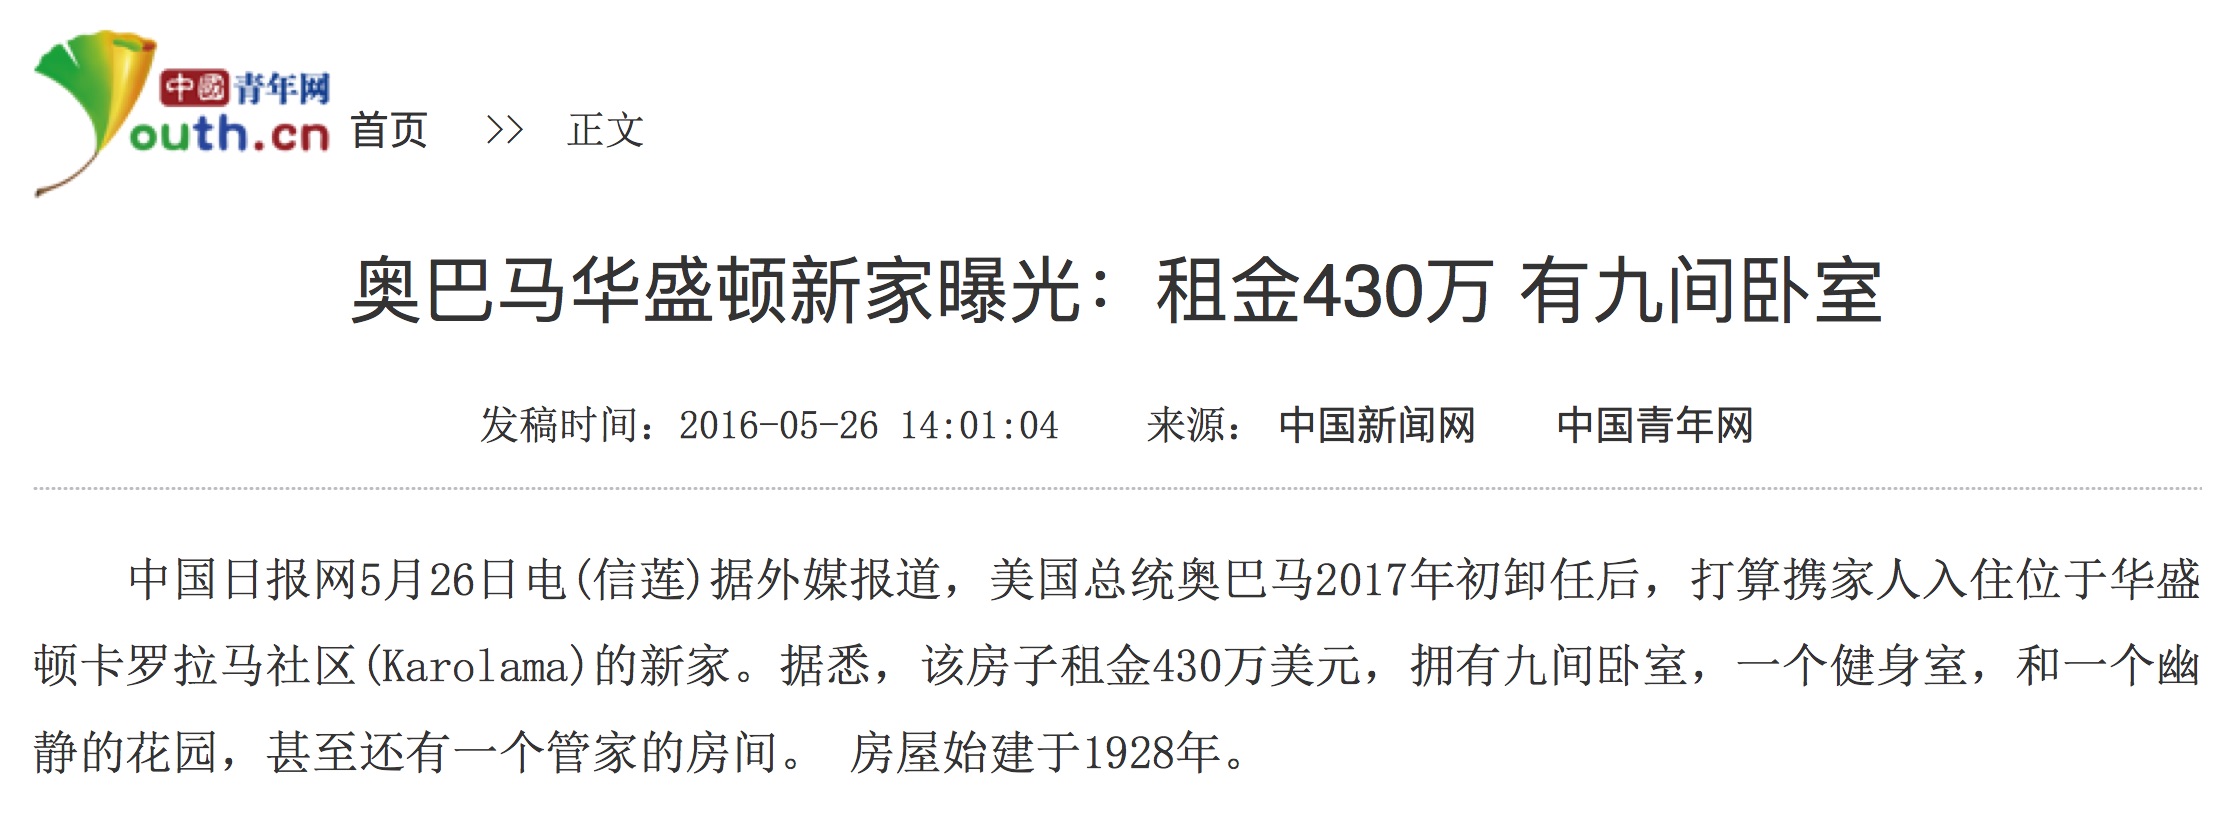 中國青年网
Youth.cn 首页 >> 正文
奥巴马华盛顿新家曝光：租金430万 有九间卧室
发稿时间：2016-05-26 14:01:04 来源： 中国新闻网 中国青年网
中国日报网5月26日电(信莲)据外媒报道，美国总统奥巴马2017年初卸任后，打算携家人入住位于华盛
顿卡罗拉马社区(Karolama)的新家。据悉，该房子租金430万美元，拥有九间卧室，一个健身室，和一个幽
静的花园，甚至还有一个管家的房间。 房屋始建于1928年。